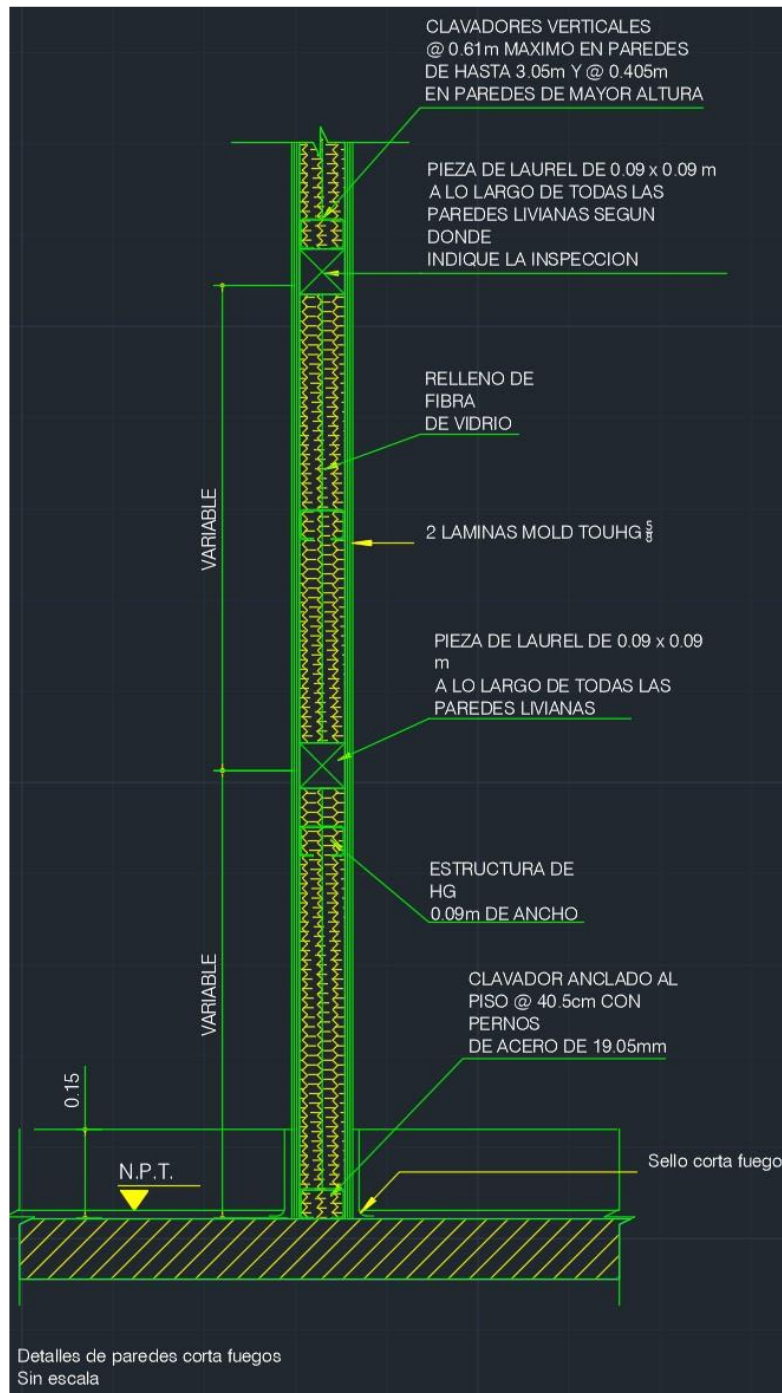 CLAVADORES VERTICALES
@ 0.61m MAXIMO EN PAREDES
DE HASTA 3.05m Y @ 0.405m
EN PAREDES DE MAYOR ALTURA
PIEZA DE LAUREL DE 0.09 x 0.09 m
A LO LARGO DE TODAS LAS
PAREDES LIVIANAS SEGUN
DONDE
INDIQUE LA INSPECCION
RELLENO DE
FIBRA
DE VIDRIO
VARIABLE
2 LAMINAS MOLD TOUHG 5/8
PIEZA DE LAUREL DE 0.09 x 0.09
m
A LO LARGO DE TODAS LAS
PAREDES LIVIANAS
ESTRUCTURA DE
HG
0.09m DE ANCHO
VARIABLE
CLAVADOR ANCLADO AL
PISO @ 40.5cm CON
PERNOS
DE ACERO DE 19.05mm
0.15
N.P.T.
Sello corta fuego
Detalles de paredes corta fuegos
Sin escala